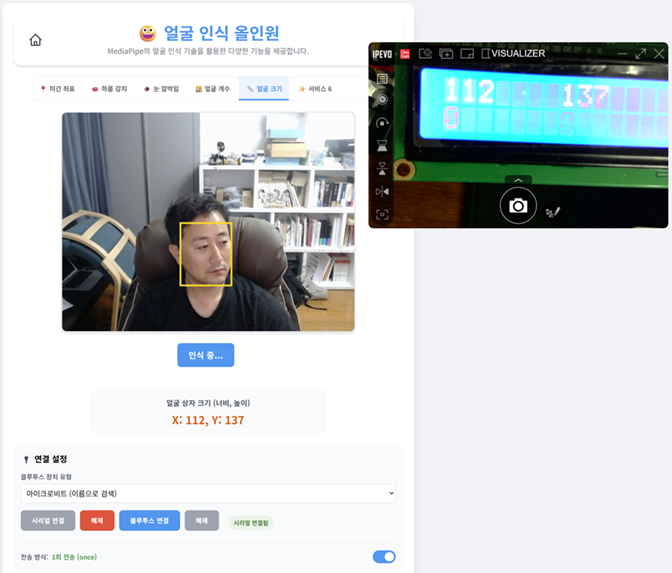 얼굴 인식 올인원
MediaPipe의 얼굴 인식 기술을 활용한 다양한 기능을 제공합니다.
미간 좌표
하품 감지
눈 깜박임
얼굴 개수
얼굴 크기
서비스 6
IPEVO
VISUALIZER
112 137
0 0
인식 중...
얼굴 상자 크기 (너비, 높이)
X: 112, Y: 137
연결 설정
블루투스 장치 유형
마이크로비트 (이름으로 검색)
시리얼 연결
해제
블루투스 연결
해제
시리얼 연결됨
전송 방식: 1회 전송 (once)